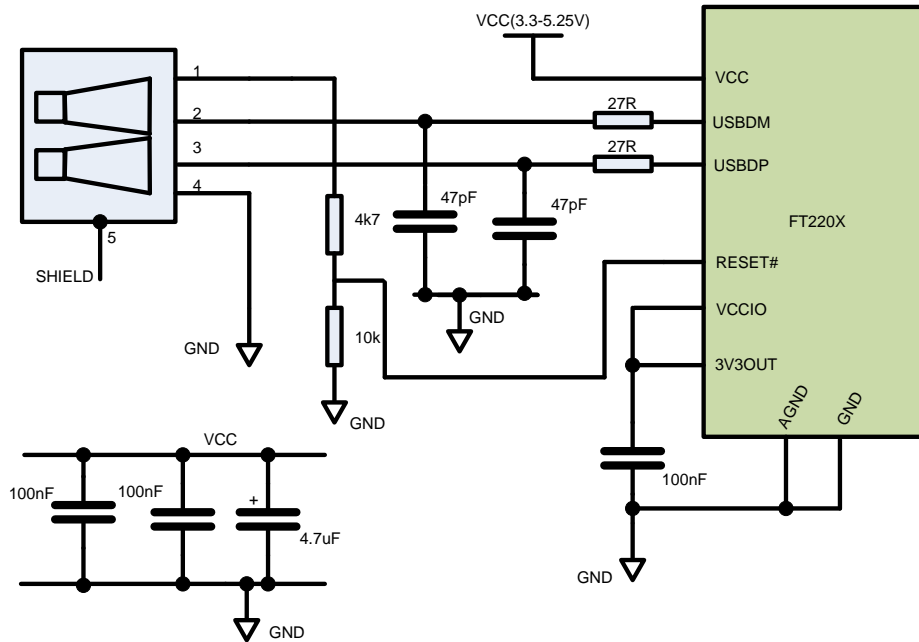 VCC(3.3-5.25V)
1
VCC
27R
2
USBDM
27R
3
USBDP
4
47pF
47pF
4k7
FT220X
5
SHIELD
RESET#
VCCIO
GND
10k
GND
3V3OUT
GND
AGND
GND
VCC
100nF
100nF
100nF
+
4.7uF
GND
GND